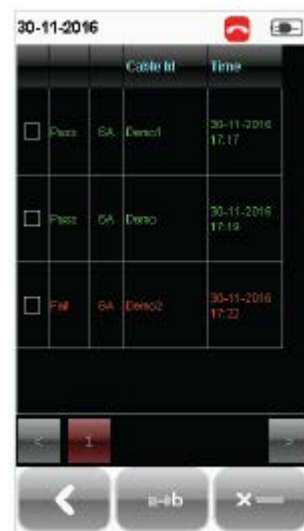 30-11-2016
Cable Id Time
Pass 6A Demo1 30-11-2016 17:17
Pass 6A Demo 30-11-2016 17:19
Fail 6A Demo2 30-11-2016 17:22
< 1 >
a→b